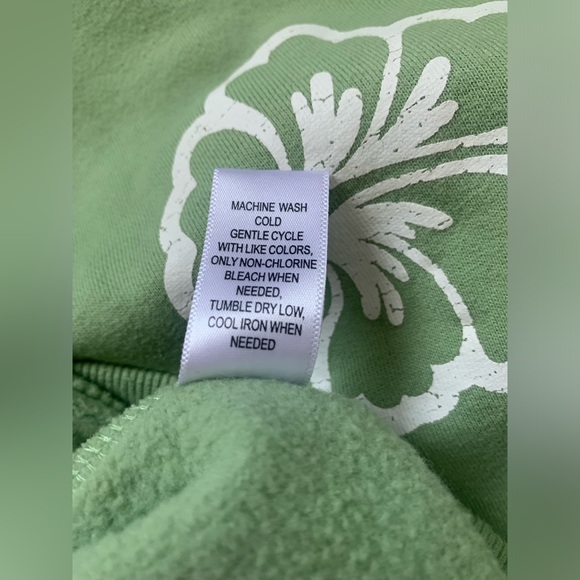 MACHINE WASH
COLD
GENTLE CYCLE
WITH LIKE COLORS,
ONLY NON-CHLORINE
BLEACH WHEN
NEEDED,
TUMBLE DRY LOW,
COOL IRON WHEN
NEEDED